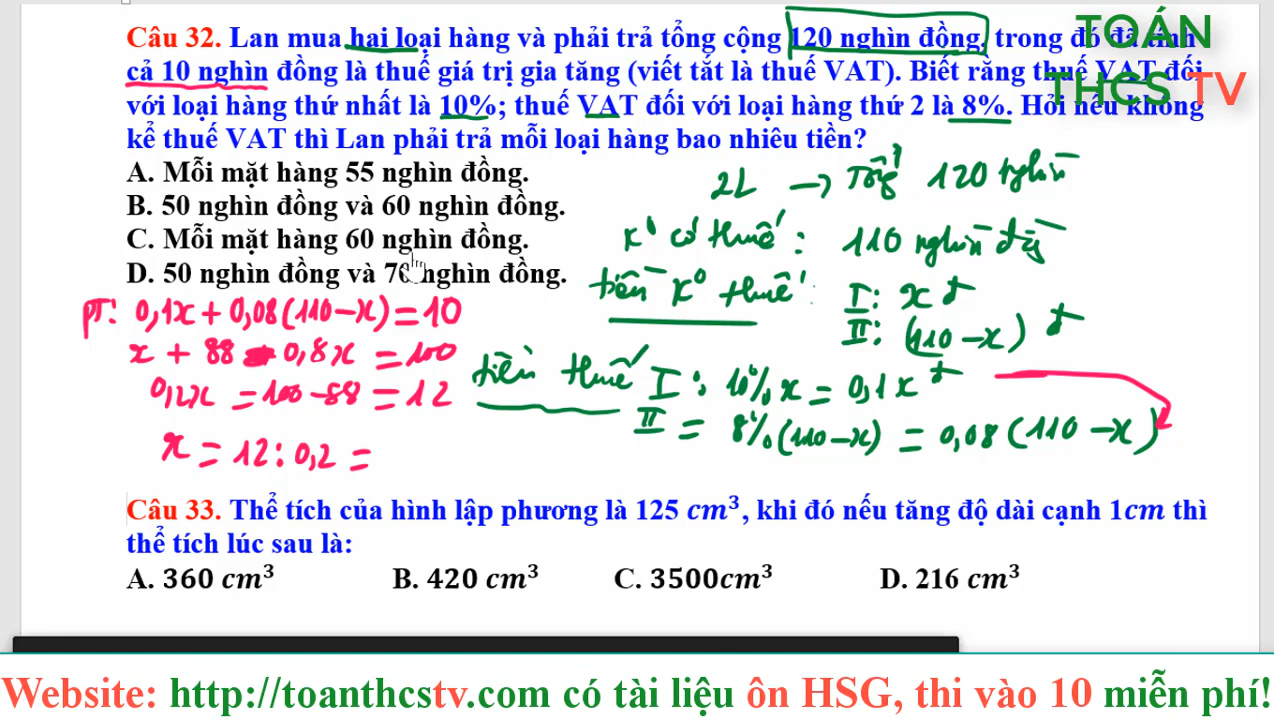 Câu 32. Lan mua hai loại hàng và phải trả tổng cộng 120 nghìn đồng, trong đó đã tính
cả 10 nghìn đồng là thuế giá trị gia tăng (viết tắt là thuế VAT). Biết rằng thuế VAT đối
với loại hàng thứ nhất là 10%; thuế VAT đối với loại hàng thứ 2 là 8%. Hỏi nếu không
kể thuế VAT thì Lan phải trả mỗi loại hàng bao nhiêu tiền?
TOÁN
THCS TV
A. Mỗi mặt hàng 55 nghìn đồng.
B. 50 nghìn đồng và 60 nghìn đồng.
C. Mỗi mặt hàng 60 nghìn đồng.
D. 50 nghìn đồng và 70 nghìn đồng.
2L → Tổng 120 nghìn
K⁰ có thuế: 110 nghìn
tiền K⁰ thuế: I: x đ
II: (110-x) đ
tiền thuế I: 10% x = 0,1x đ
II = 8%(110-x) = 0,08(110-x)
PT: 0,1x + 0,08(110-x) = 10
x + 88 - 0,8x = 100
0,2x = 100 - 88 = 12
x = 12 : 0,2 =
Câu 33. Thể tích của hình lập phương là 125 cm³, khi đó nếu tăng độ dài cạnh 1cm thì
thể tích lúc sau là:
A. 360 cm³ B. 420 cm³ C. 3500cm³ D. 216 cm³
Website: http://toanthcstv.com có tài liệu ôn HSG, thi vào 10 miễn phí!